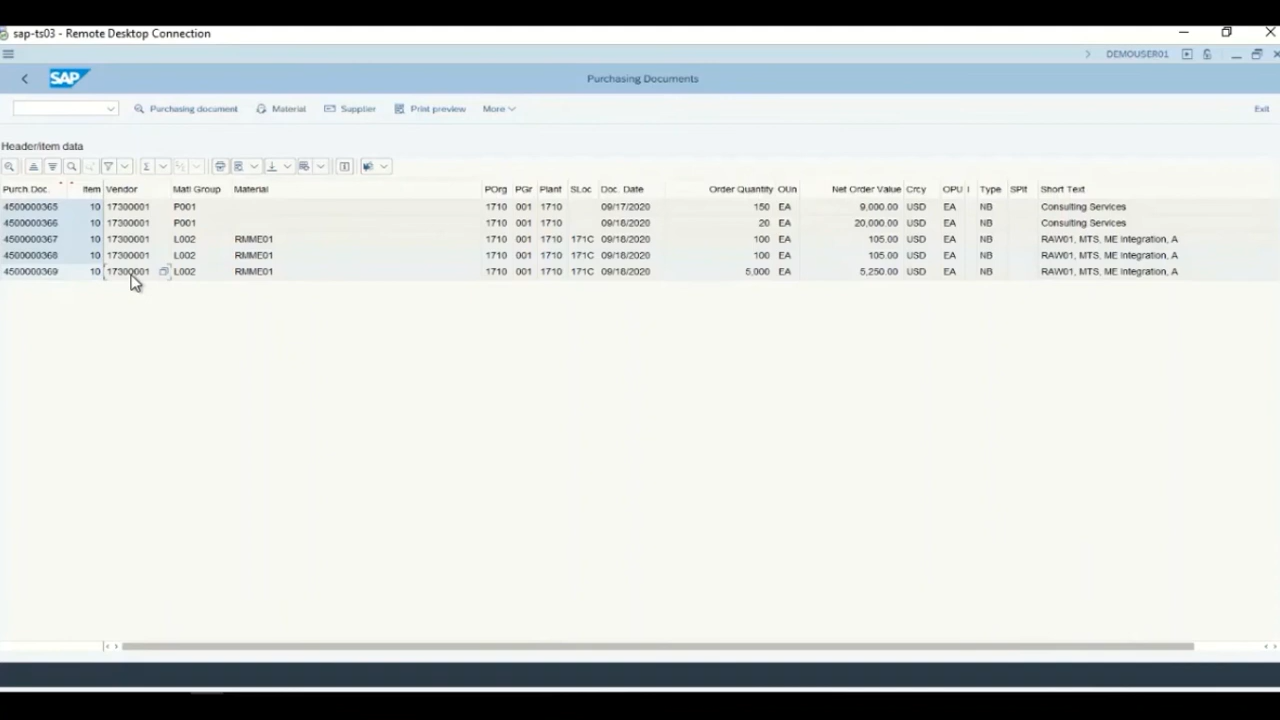 sap-ts03 - Remote Desktop Connection
DEMOUSER01
SAP Purchasing Documents
Purchasing document Material Supplier Print preview More Exit
Header/item data
Purch.Doc. Item Vendor Matl Group Material POrg PGr Plant SLoc Doc. Date Order Quantity OUn Net Order Value Crcy OPU I Type SPlt Short Text
4500000365 10 17300001 P001 1710 001 1710 09/17/2020 150 EA 9,000.00 USD EA NB Consulting Services
4500000366 10 17300001 P001 1710 001 1710 09/18/2020 20 EA 20,000.00 USD EA NB Consulting Services
4500000367 10 17300001 L002 RMME01 1710 001 1710 171C 09/18/2020 100 EA 105.00 USD EA NB RAW01, MTS, ME Integration, A
4500000368 10 17300001 L002 RMME01 1710 001 1710 171C 09/18/2020 100 EA 105.00 USD EA NB RAW01, MTS, ME Integration, A
4500000369 10 17300001 L002 RMME01 1710 001 1710 171C 09/18/2020 5,000 EA 5,250.00 USD EA NB RAW01, MTS, ME Integration, A